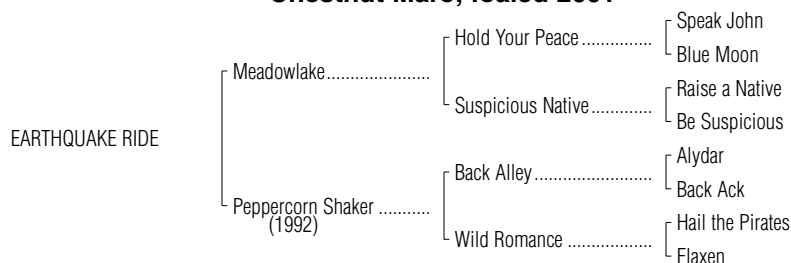 Chestnut Mare; foaled 2001
Speak John
Hold Your Peace ...............
Blue Moon
Meadowlake......................
Raise a Native
Suspicious Native.............
Be Suspicious
EARTHQUAKE RIDE
Alydar
Back Alley .........................
Back Ack
Peppercorn Shaker ...........
(1992)
Hail the Pirates
Wild Romance ..................
Flaxen